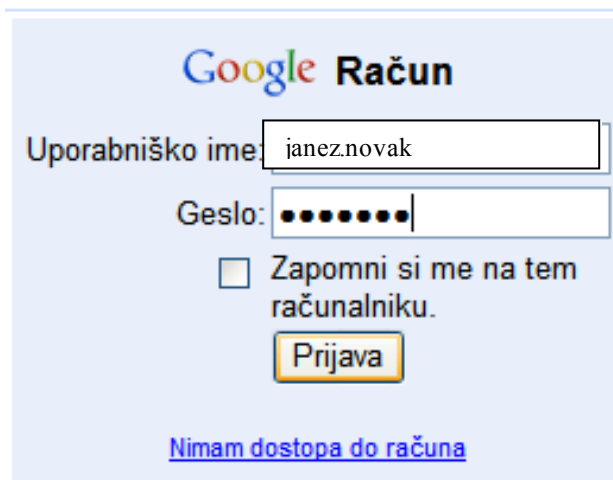 Google Račun
Uporabniško ime: janez.novak
Geslo: •••••••
Zapomni si me na tem
računalniku.
Prijava
Nimam dostopa do računa